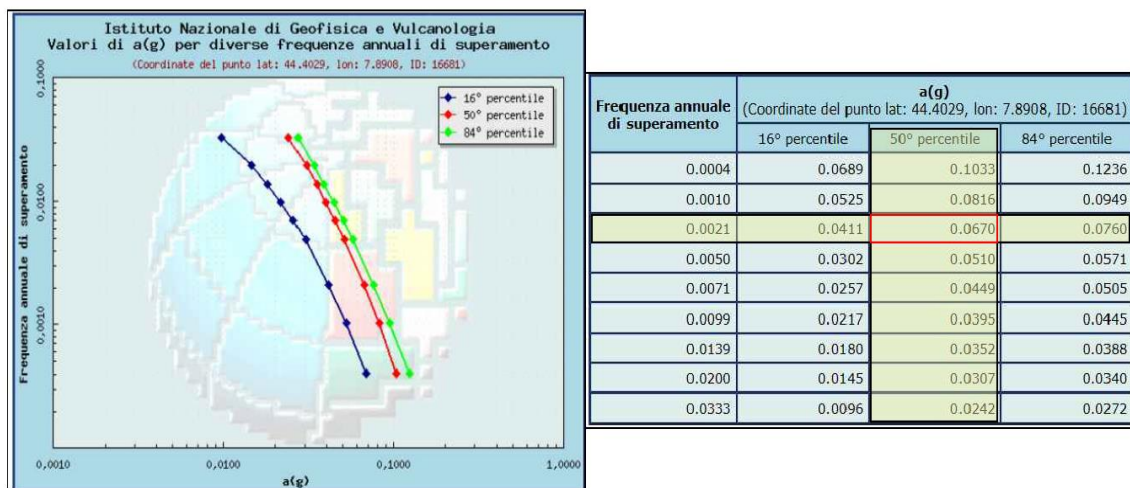 Istituto Nazionale di Geofisica e Vulcanologia
Valori di a(g) per diverse frequenze annuali di superamento
(Coordinate del punto lat: 44.4029, lon: 7.8908, ID: 16681)
16° percentile
50° percentile
84° percentile
Frequenza annuale di superamento
0,1000
0,0100
0,0010
0,0010
0,0100
0,1000
1,0000
a(g)
Frequenza annuale di superamento
a(g)
(Coordinate del punto lat: 44.4029, lon: 7.8908, ID: 16681)
16° percentile 50° percentile 84° percentile
0.0004 0.0689 0.1033 0.1236
0.0010 0.0525 0.0816 0.0949
0.0021 0.0411 0.0670 0.0760
0.0050 0.0302 0.0510 0.0571
0.0071 0.0257 0.0449 0.0505
0.0099 0.0217 0.0395 0.0445
0.0139 0.0180 0.0352 0.0388
0.0200 0.0145 0.0307 0.0340
0.0333 0.0096 0.0242 0.0272